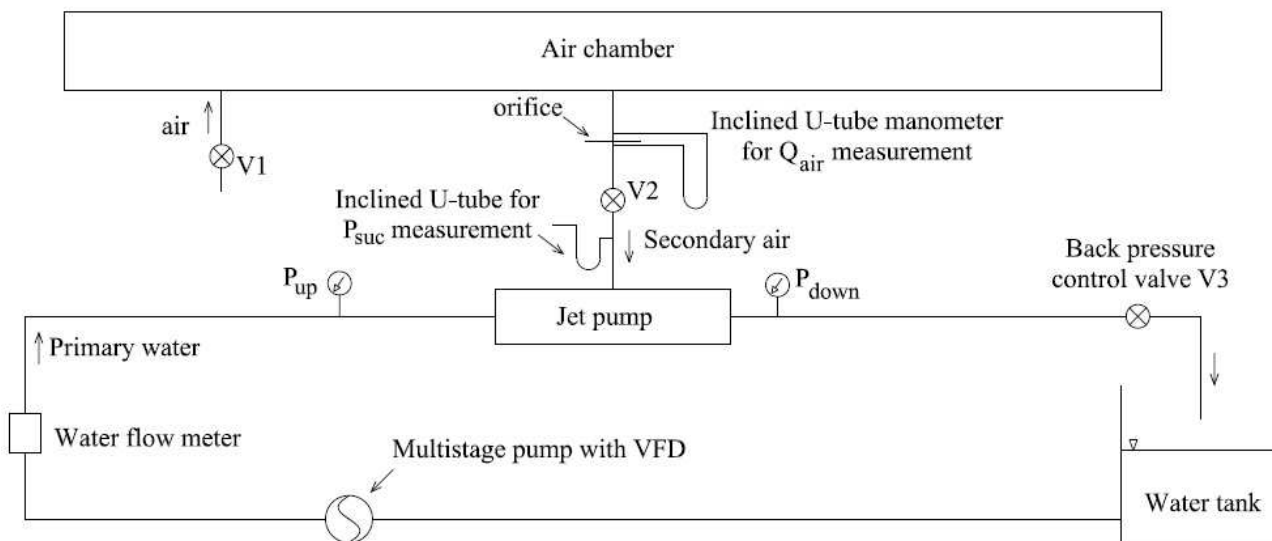 Air chamber
orifice
Inclined U-tube manometer
for Q_air measurement
air
V1
V2
Inclined U-tube for
P_suc measurement
Secondary air
Back pressure
control valve V3
P_up
P_down
Jet pump
Primary water
Water flow meter
Multistage pump with VFD
Water tank